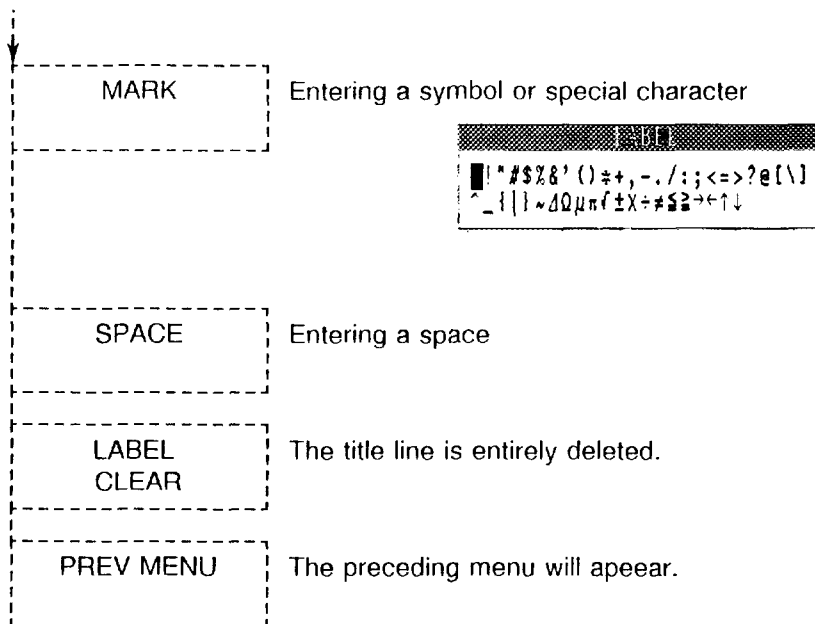 MARK
Entering a symbol or special character
LABEL
!"#$%&'()*+,-./:;<=>?@[\]
^_{|}~ΔΩμπ∫±χ÷≠≦≧→←↑↓
SPACE
Entering a space
LABEL
CLEAR
The title line is entirely deleted.
PREV MENU
The preceding menu will apeear.